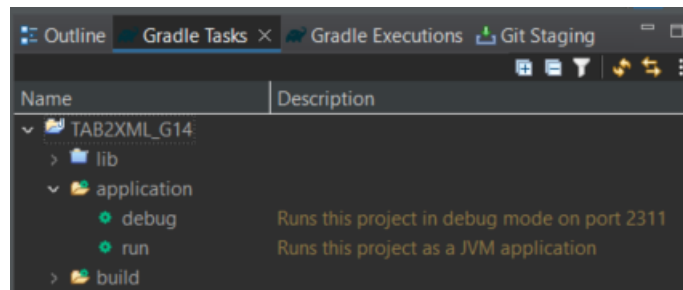 Outline Gradle Tasks Gradle Executions Git Staging
Name Description
TAB2XML_G14
lib
application
debug Runs this project in debug mode on port 2311
run Runs this project as a JVM application
build